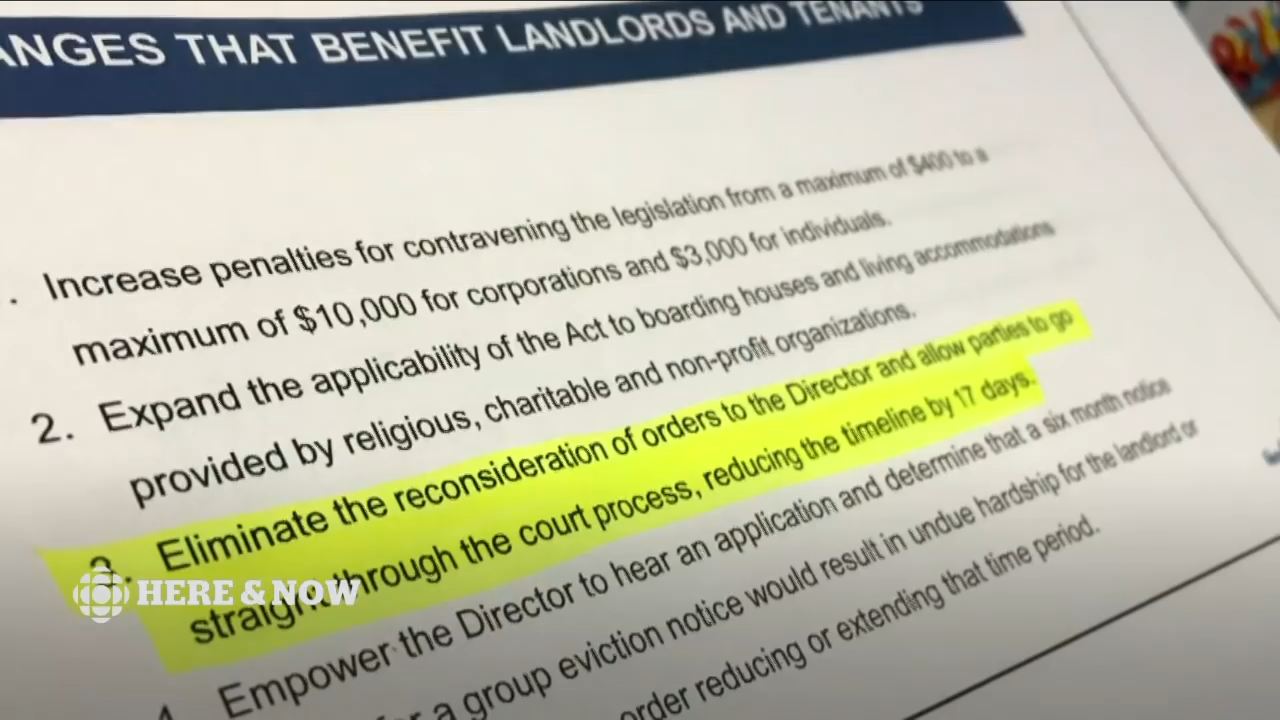 ANGES THAT BENEFIT LANDLORDS AND TENANTS
. Increase penalties for contravening the legislation from a maximum of $400 to a
maximum of $10,000 for corporations and $3,000 for individuals.
2. Expand the applicability of the Act to boarding houses and living accommodations
provided by religious, charitable and non-profit organizations.
3. Eliminate the reconsideration of orders to the Director and allow parties to go
straight through the court process, reducing the timeline by 17 days.
4. Empower the Director to hear an application and determine that a six month notice
a group eviction notice would result in undue hardship for the landlord or
order reducing or extending that time period.
HERE & NOW